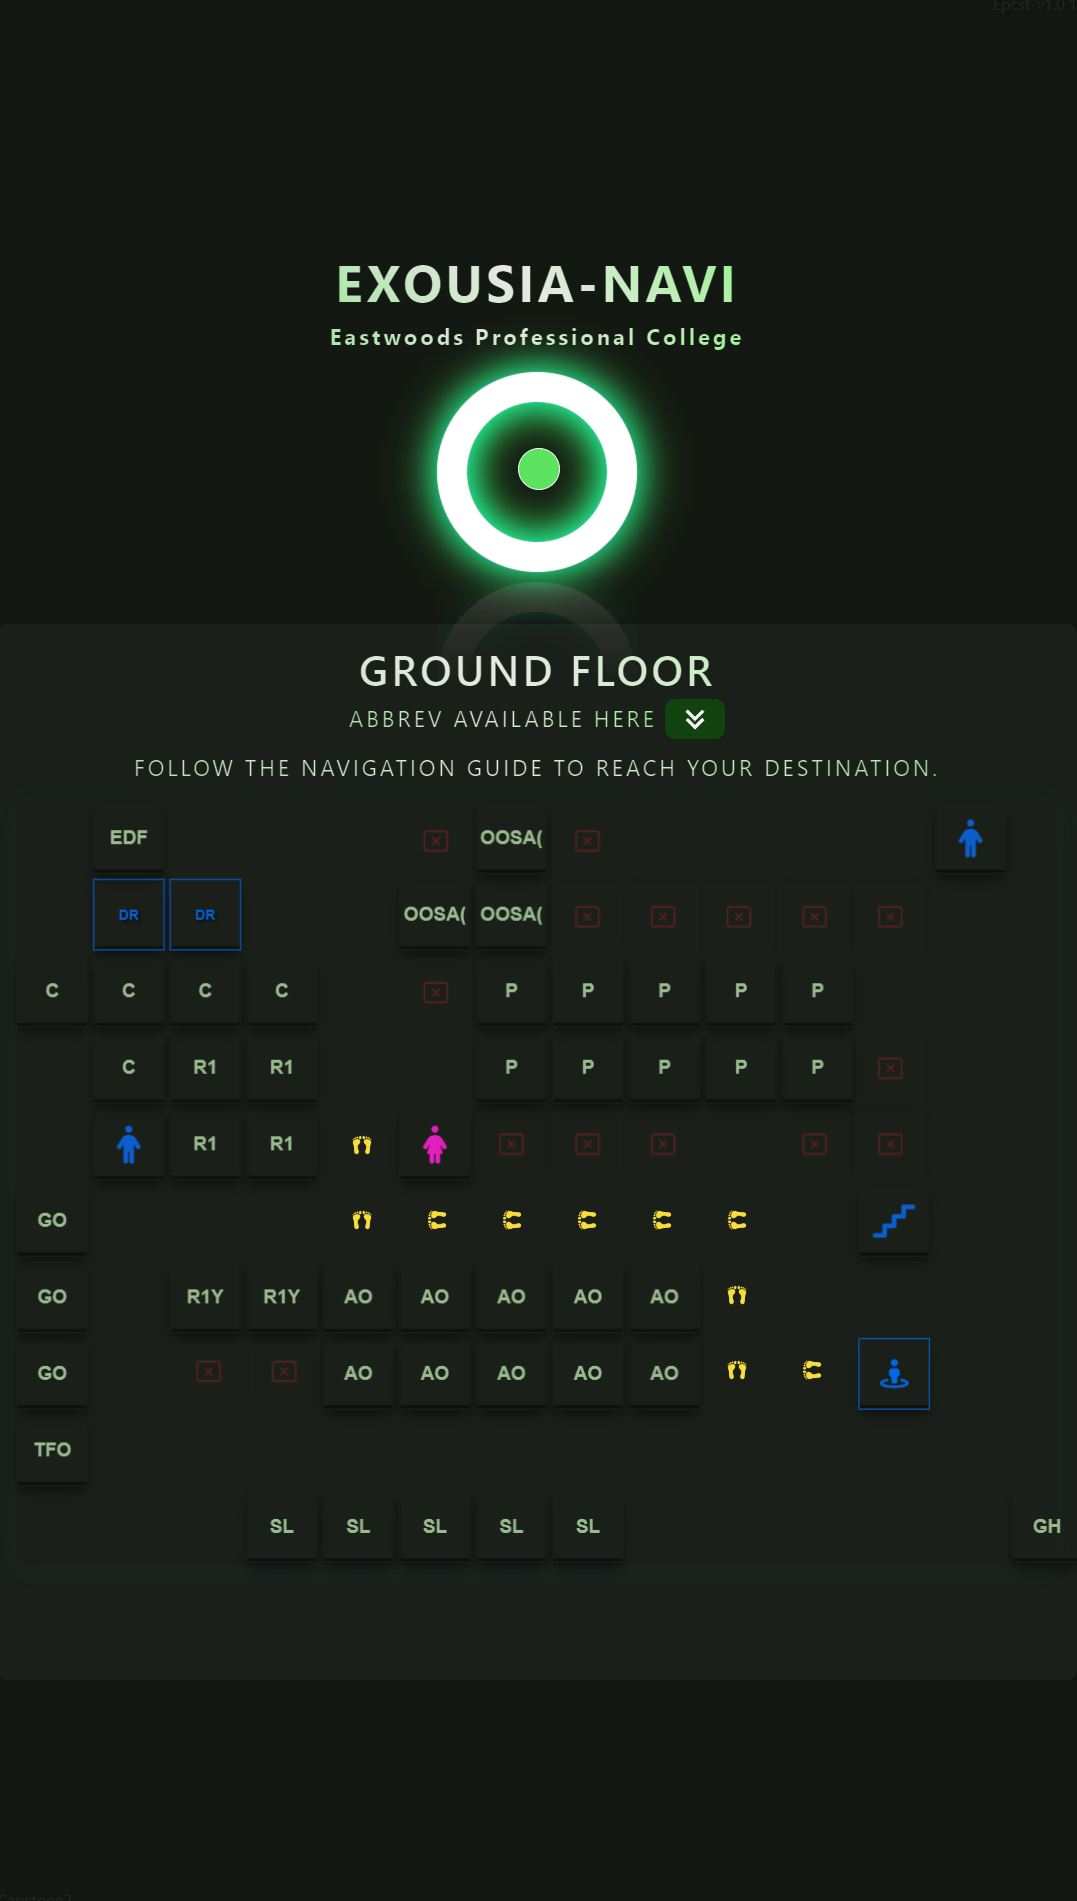 Epcst-v1.0.1
EXOUSIA-NAVI
Eastwoods Professional College
GROUND FLOOR
ABBREV AVAILABLE HERE
FOLLOW THE NAVIGATION GUIDE TO REACH YOUR DESTINATION.
EDF OOSA(
DR DR OOSA( OOSA(
C C C C P P P P P
C R1 R1 P P P P P
R1 R1
GO
GO R1Y R1Y AO AO AO AO AO
GO AO AO AO AO AO
TFO
SL SL SL SL SL GH